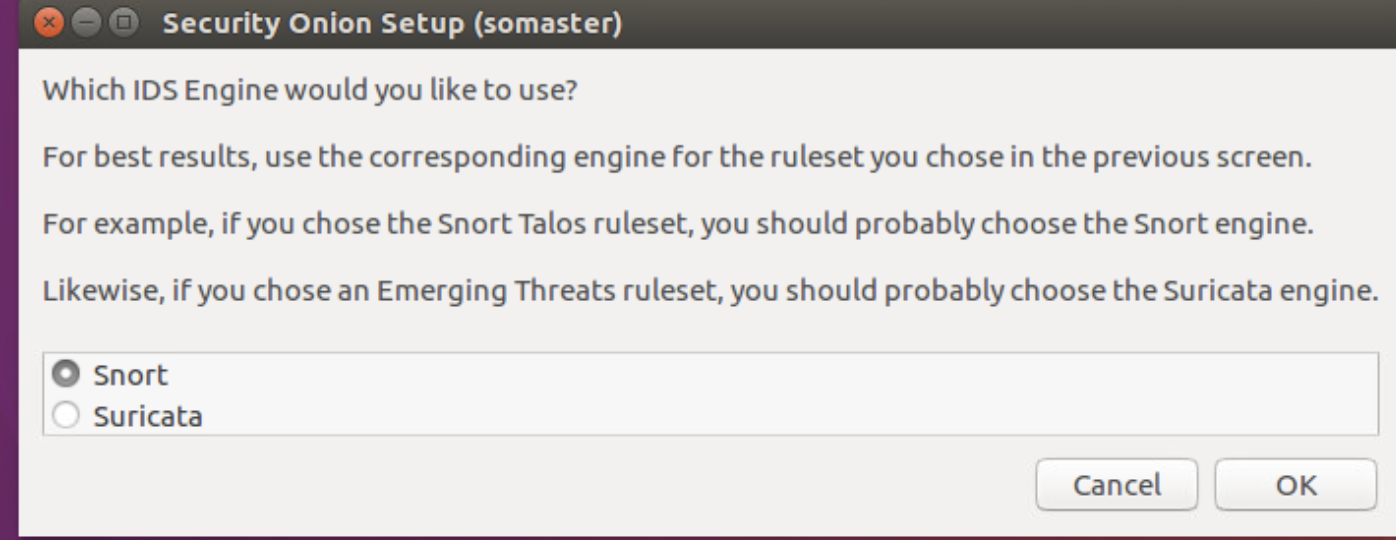 Security Onion Setup (somaster)
Which IDS Engine would you like to use?
For best results, use the corresponding engine for the ruleset you chose in the previous screen.
For example, if you chose the Snort Talos ruleset, you should probably choose the Snort engine.
Likewise, if you chose an Emerging Threats ruleset, you should probably choose the Suricata engine.
Snort
Suricata
Cancel OK